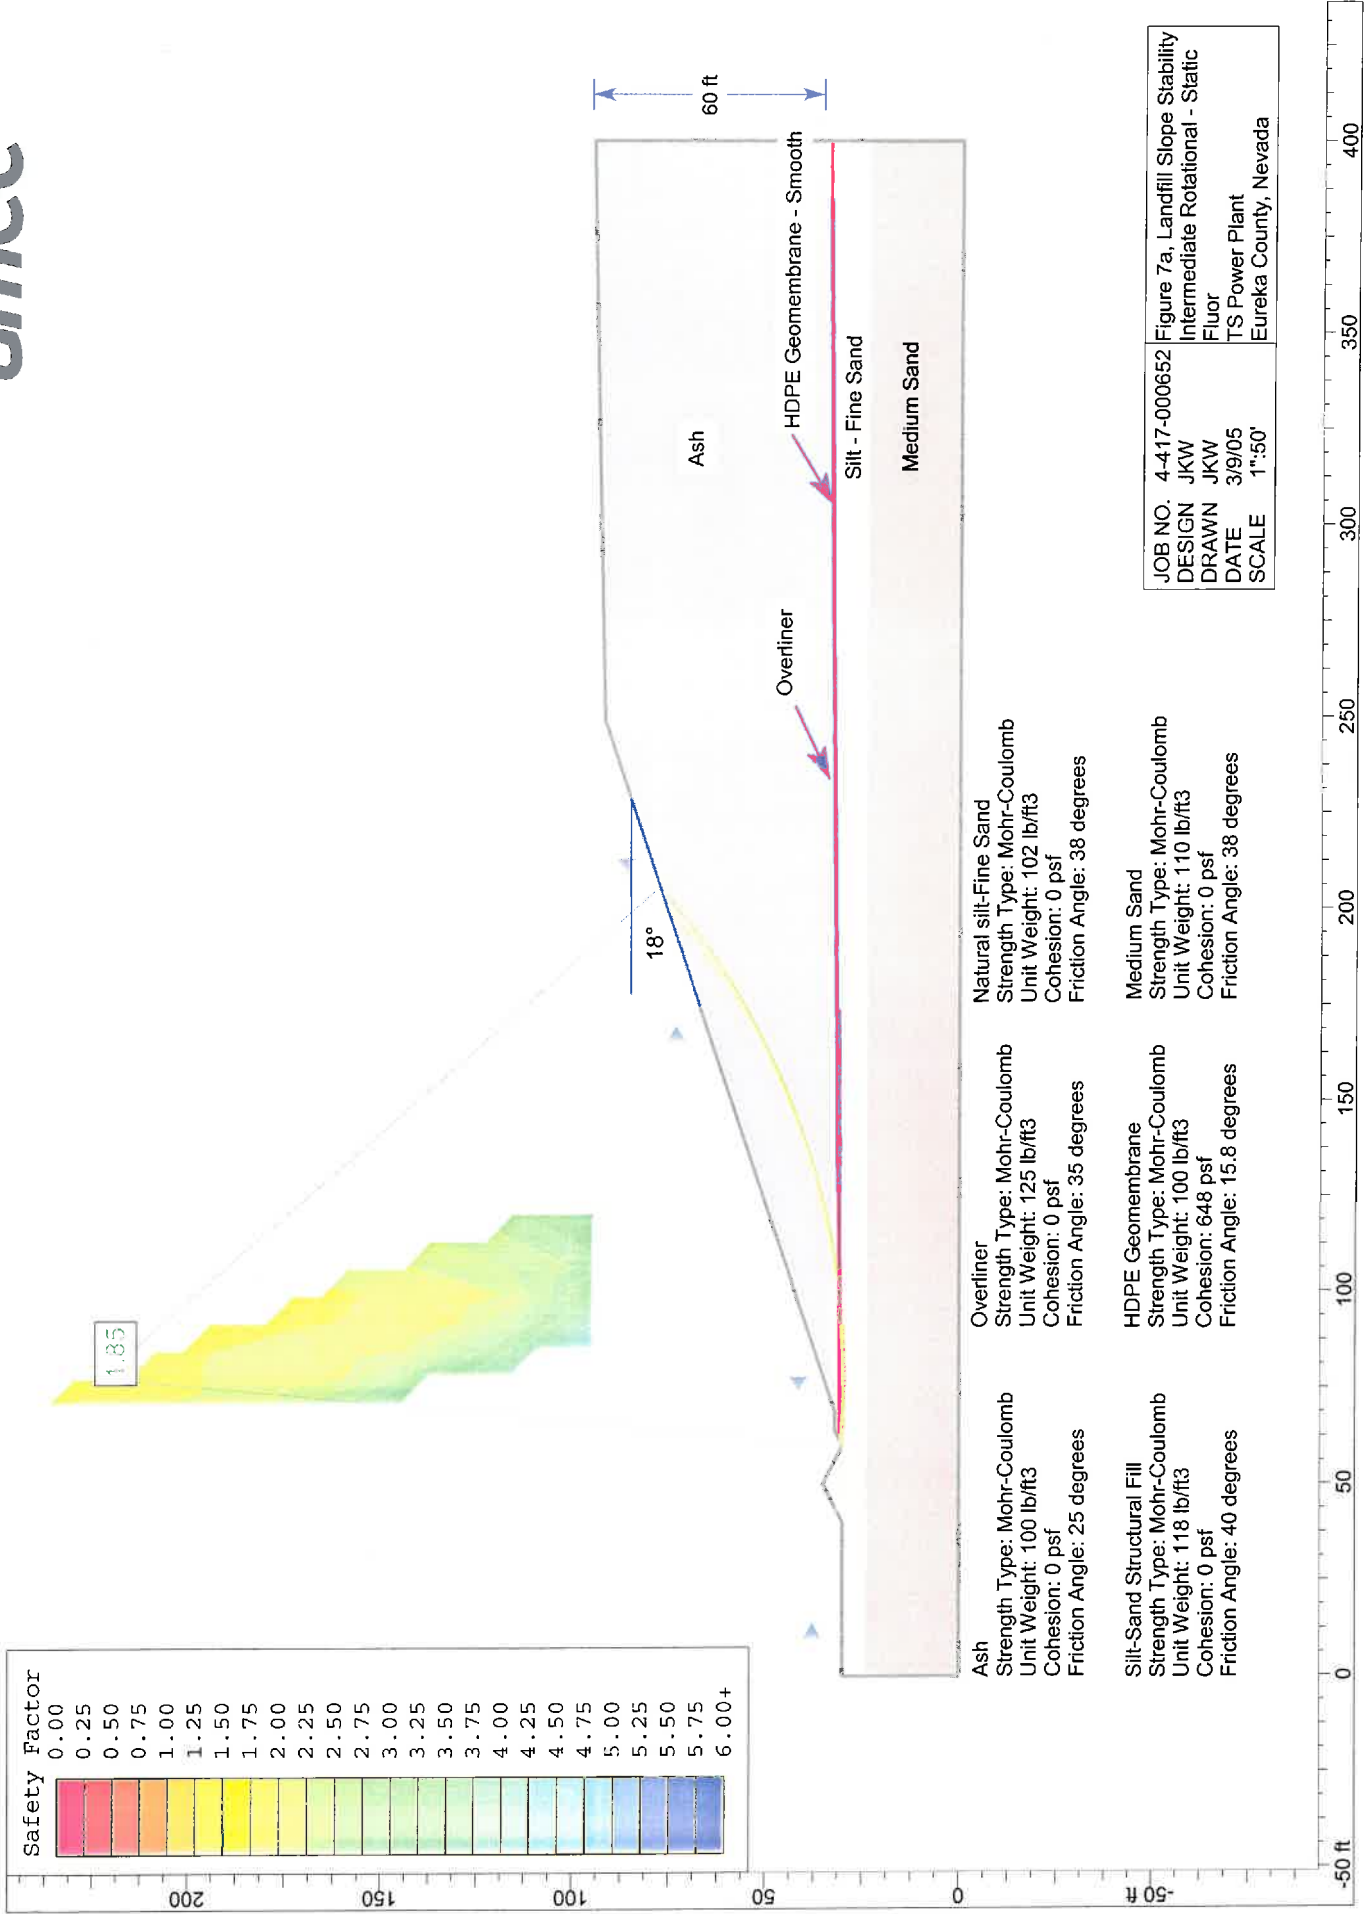 amec
Safety Factor
0.00
0.25
0.50
0.75
1.00
1.25
1.50
1.75
2.00
2.25
2.50
2.75
3.00
3.25
3.50
3.75
4.00
4.25
4.50
4.75
5.00
5.25
5.50
5.75
6.00+
1.85
18°
60 ft
Ash
Overliner
HDPE Geomembrane - Smooth
Silt - Fine Sand
Medium Sand
Ash
Strength Type: Mohr-Coulomb
Unit Weight: 100 lb/ft3
Cohesion: 0 psf
Friction Angle: 25 degrees
Overliner
Strength Type: Mohr-Coulomb
Unit Weight: 125 lb/ft3
Cohesion: 0 psf
Friction Angle: 35 degrees
Natural silt-Fine Sand
Strength Type: Mohr-Coulomb
Unit Weight: 102 lb/ft3
Cohesion: 0 psf
Friction Angle: 38 degrees
Silt-Sand Structural Fill
Strength Type: Mohr-Coulomb
Unit Weight: 118 lb/ft3
Cohesion: 0 psf
Friction Angle: 40 degrees
HDPE Geomembrane
Strength Type: Mohr-Coulomb
Unit Weight: 100 lb/ft3
Cohesion: 648 psf
Friction Angle: 15.8 degrees
Medium Sand
Strength Type: Mohr-Coulomb
Unit Weight: 110 lb/ft3
Cohesion: 0 psf
Friction Angle: 38 degrees
JOB NO. 4-417-000652
DESIGN JKW
DRAWN JKW
DATE 3/9/05
SCALE 1":50'
Figure 7a, Landfill Slope Stability
Intermediate Rotational - Static
Fluor
TS Power Plant
Eureka County, Nevada
200
150
100
50
0
-50 ft
-50 ft
0
50
100
150
200
250
300
350
400